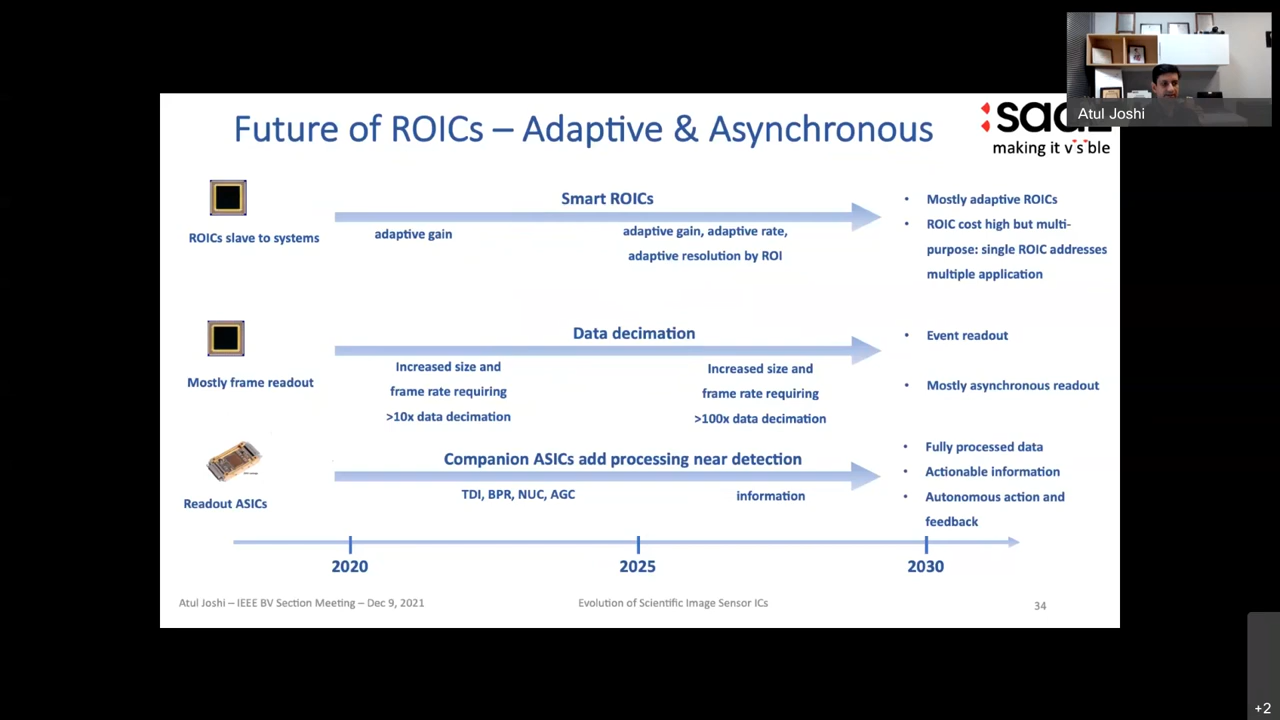 Future of ROICs – Adaptive & Asynchronous
making it visible
Atul Joshi
ROICs slave to systems
Smart ROICs
adaptive gain
adaptive gain, adaptive rate,
adaptive resolution by ROI
• Mostly adaptive ROICs
• ROIC cost high but multi-
purpose: single ROIC addresses
multiple application
Mostly frame readout
Data decimation
Increased size and
frame rate requiring
>10x data decimation
Increased size and
frame rate requiring
>100x data decimation
• Event readout
• Mostly asynchronous readout
Readout ASICs
Companion ASICs add processing near detection
TDI, BPR, NUC, AGC
information
• Fully processed data
• Actionable information
• Autonomous action and
feedback
2020
2025
2030
Atul Joshi – IEEE BV Section Meeting – Dec 9, 2021
Evolution of Scientific Image Sensor ICs
34
+2